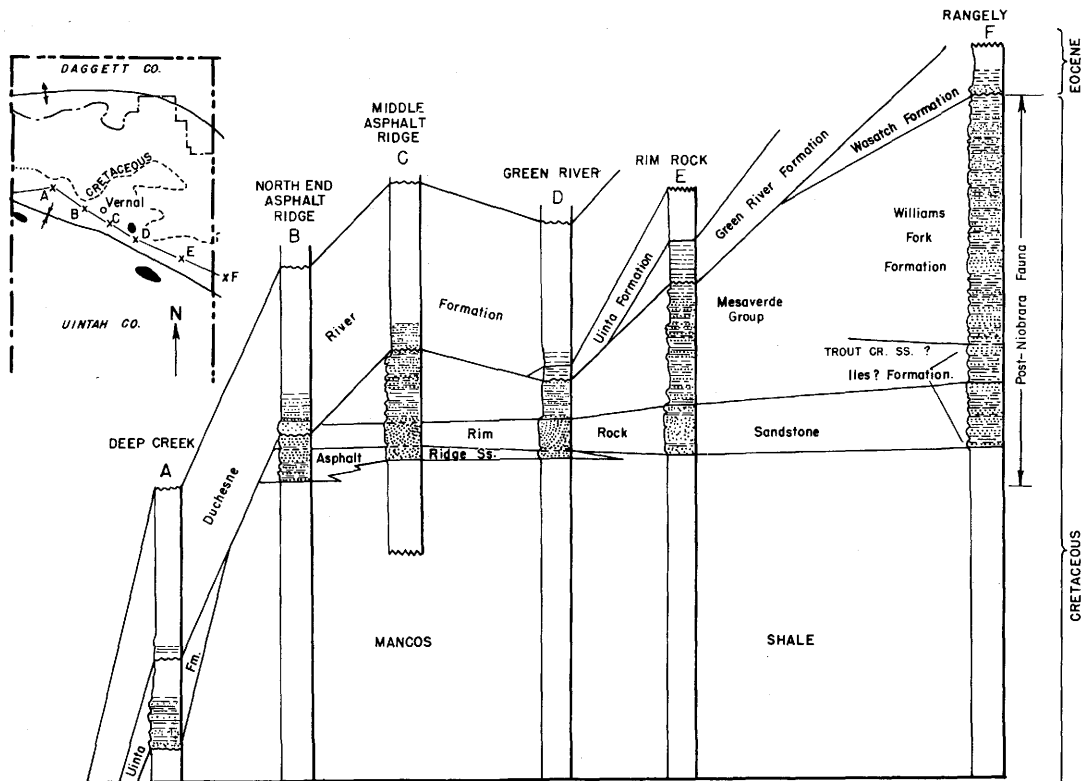 RANGELY
F
EOCENE
DAGGETT CO.
CRETACEOUS
A
B
Vernal
C
D
E
F
N
UINTAH CO.
MIDDLE
ASPHALT
RIDGE
C
NORTH END
ASPHALT
RIDGE
B
GREEN RIVER
D
RIM ROCK
E
Green River Formation
Wasatch Formation
Uinta Formation
Williams
Fork
Formation
Mesaverde
Group
Post-Niobrara Fauna
TROUT CR. SS. ?
Iles? Formation.
DEEP CREEK
A
Duchesne
River
Formation
Rim
Rock
Sandstone
Asphalt
Ridge Ss.
Uinta
Fm.
MANCOS
SHALE
CRETACEOUS